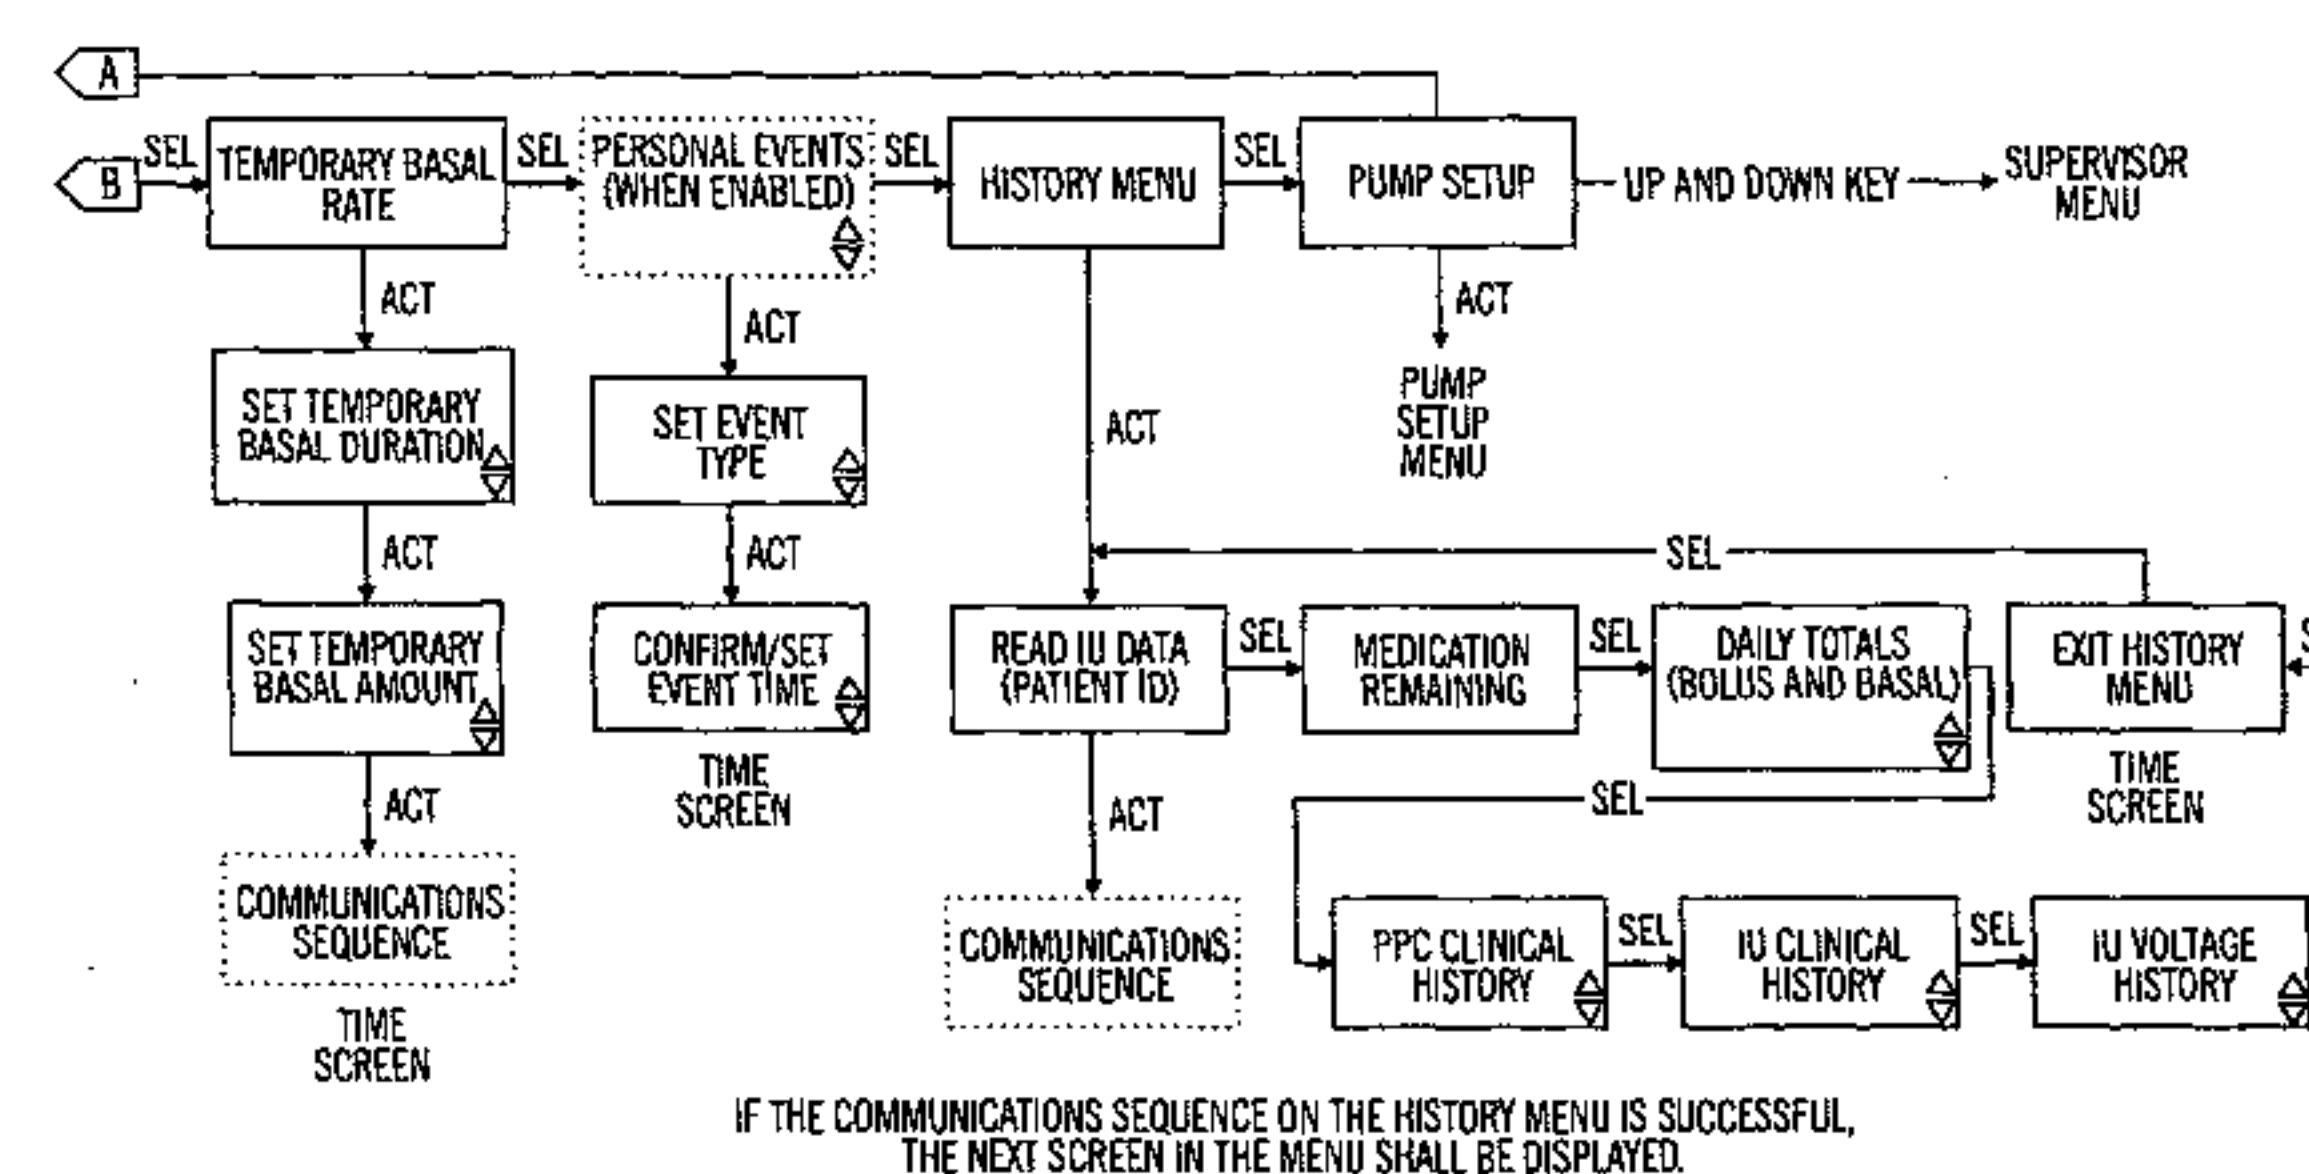 A
B
SEL
TEMPORARY BASAL
RATE
SEL
PERSONAL EVENTS
(WHEN ENABLED)
SEL
HISTORY MENU
SEL
PUMP SETUP
UP AND DOWN KEY
SUPERVISOR
MENU
ACT
ACT
ACT
ACT
SET TEMPORARY
BASAL DURATION
SET EVENT
TYPE
PUMP
SETUP
MENU
ACT
ACT
SEL
SET TEMPORARY
BASAL AMOUNT
CONFIRM/SET
EVENT TIME
READ IU DATA
(PATIENT ID)
SEL
MEDICATION
REMAINING
SEL
DAILY TOTALS
(BOLUS AND BASAL)
EXIT HISTORY
MENU
TIME
SCREEN
TIME
SCREEN
ACT
ACT
SEL
COMMUNICATIONS
SEQUENCE
COMMUNICATIONS
SEQUENCE
PPC CLINICAL
HISTORY
SEL
IU CLINICAL
HISTORY
SEL
IU VOLTAGE
HISTORY
TIME
SCREEN
IF THE COMMUNICATIONS SEQUENCE ON THE HISTORY MENU IS SUCCESSFUL,
THE NEXT SCREEN IN THE MENU SHALL BE DISPLAYED.